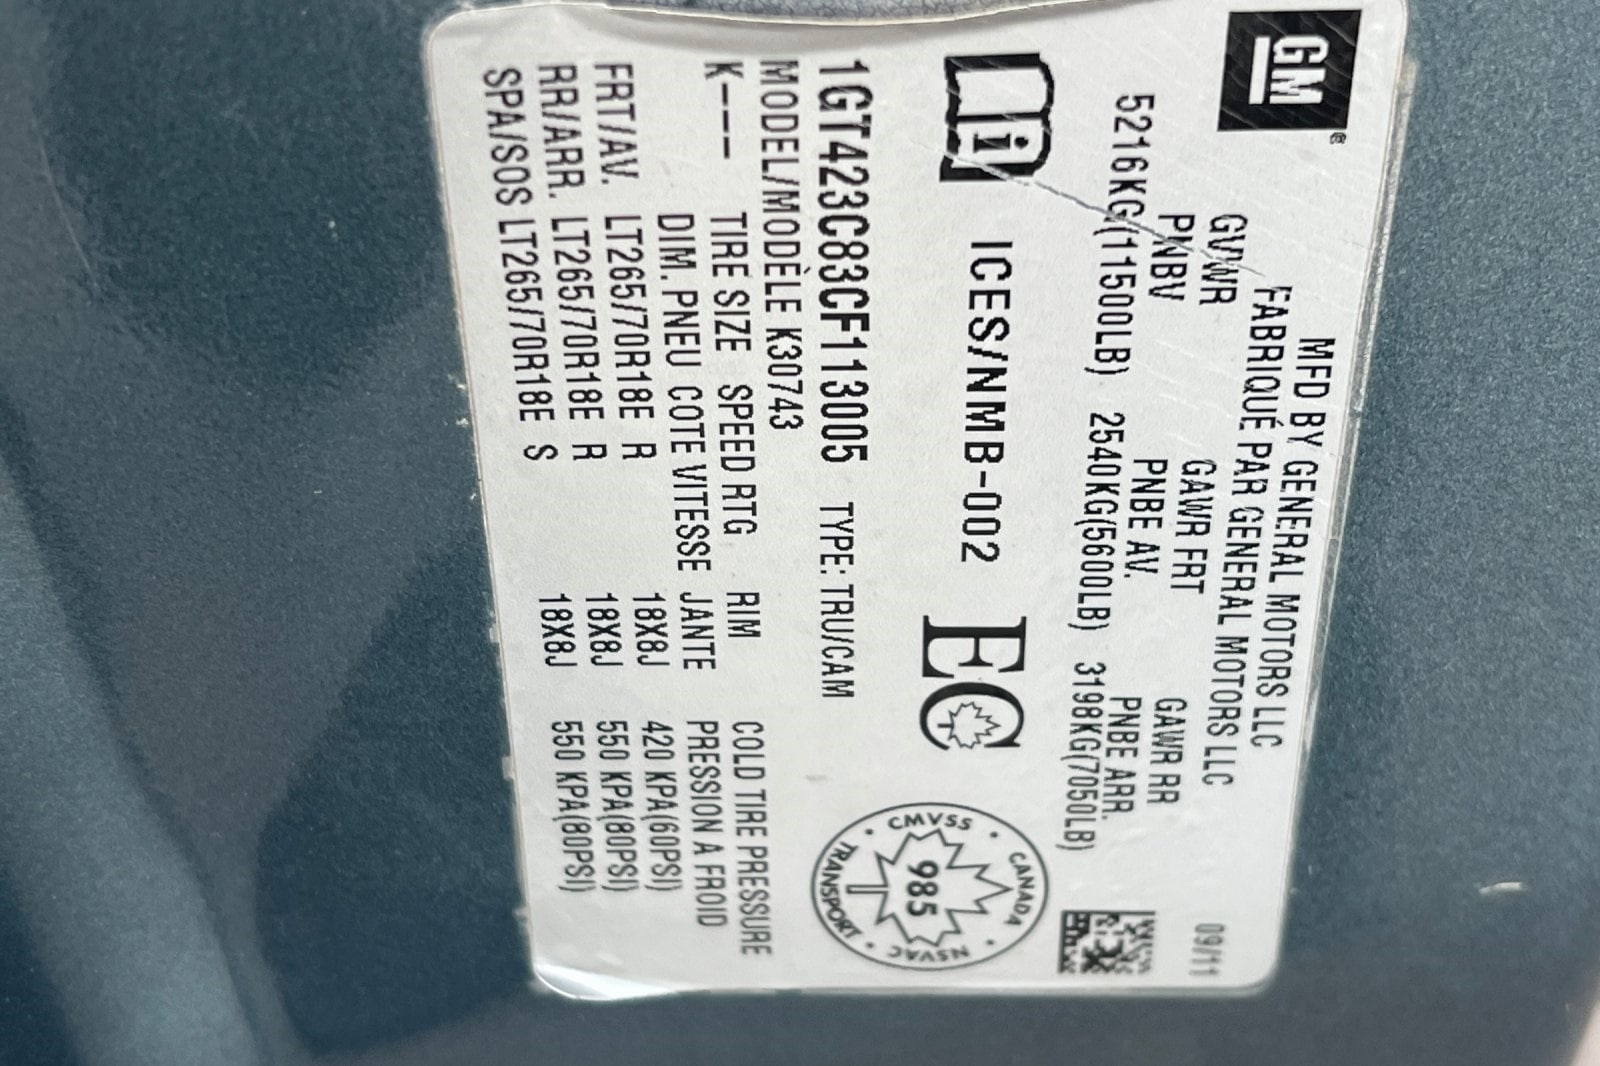 GM®
MFD BY GENERAL MOTORS LLC
FABRIQUÉ PAR GENERAL MOTORS LLC
09/11
GVWR GAWR FRT GAWR RR
PNBV PNBE AV. PNBE ARR.
5216KG(11500LB) 2540KG(5600LB) 3198KG(7050LB)
i ICES/NMB-002 EC
CANADA
CMVSS 985 NSVAC
TRANSPORT
1GT423C83CF113005 TYPE: TRU/CAM
MODEL/MODÈLE K30743
K--- TIRE SIZE SPEED RTG RIM COLD TIRE PRESSURE
DIM. PNEU COTE VITESSE JANTE PRESSION A FROID
FRT/AV. LT265/70R18E R 18X8J 420 KPA(60PSI)
RR/ARR. LT265/70R18E R 18X8J 550 KPA(80PSI)
SPA/SOS LT265/70R18E S 18X8J 550 KPA(80PSI)